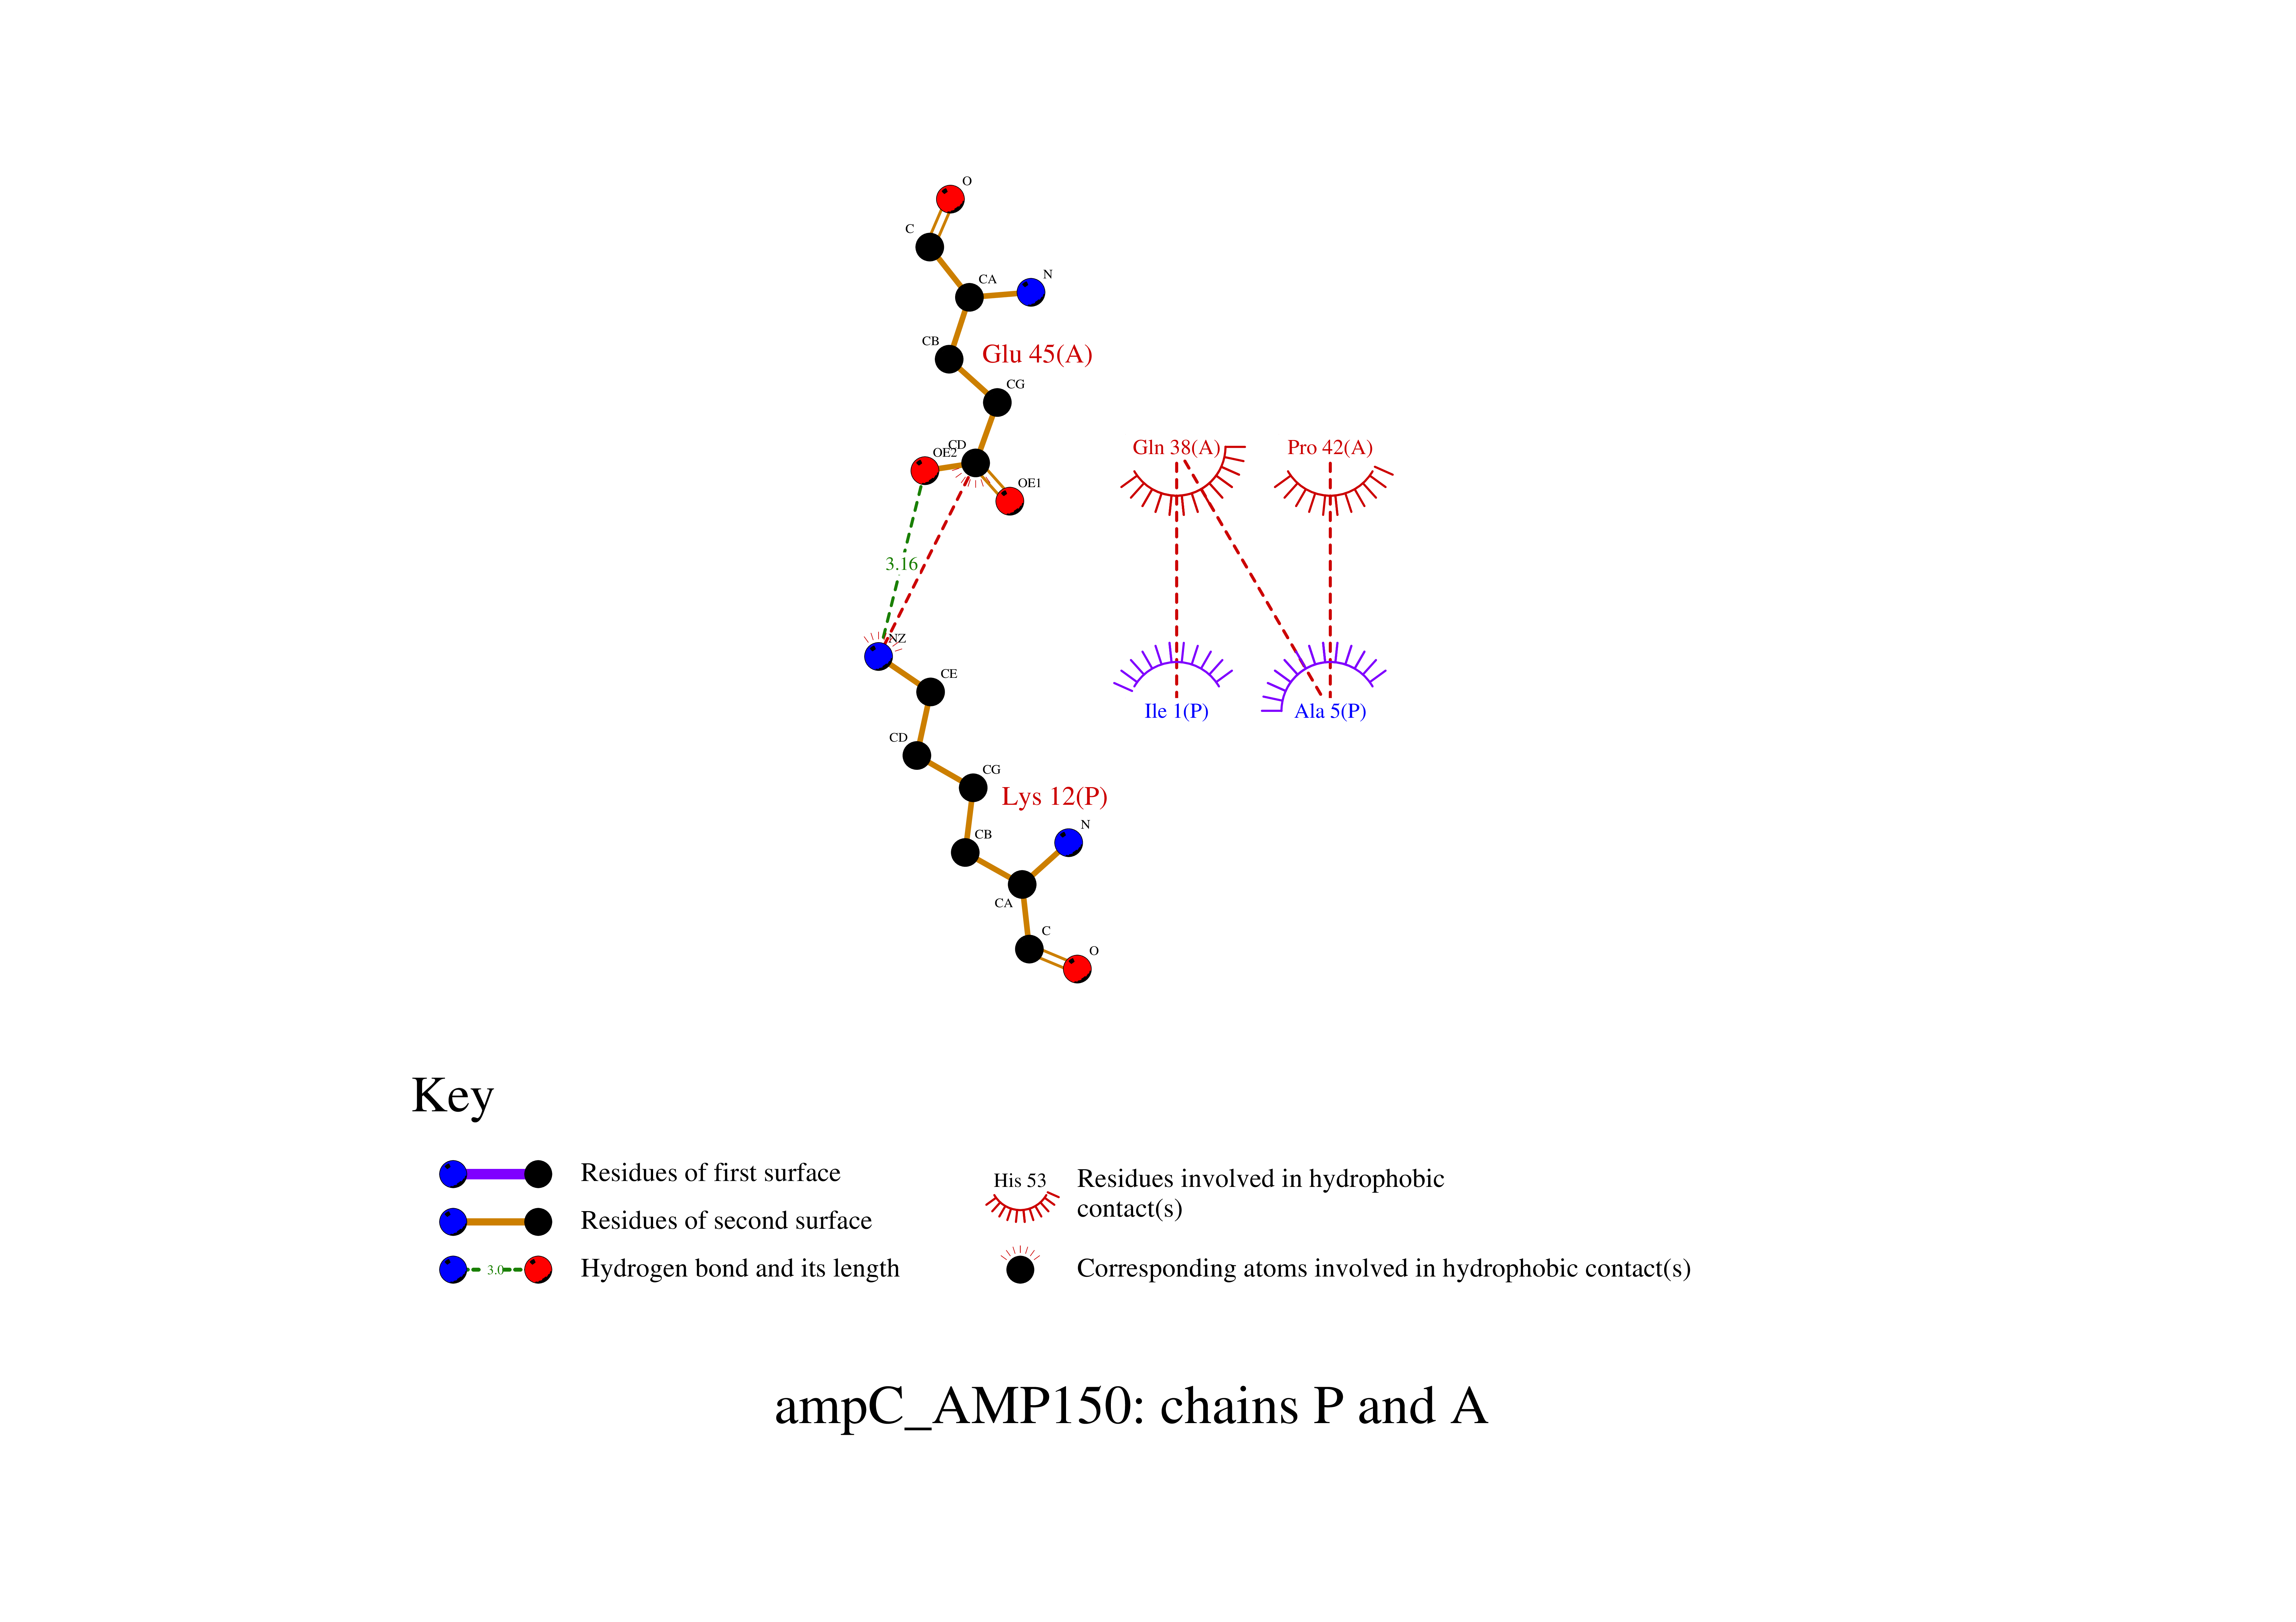 O
C
CA
N
CB
Glu 45(A)
CG
CD
OE2
OE1
Gln 38(A)
Pro 42(A)
3.16
NZ
CE
Ile 1(P)
Ala 5(P)
CD
CG
Lys 12(P)
CB
N
CA
C
O
Key
Residues of first surface
Residues of second surface
3.0
Hydrogen bond and its length
His 53
Residues involved in hydrophobic
contact(s)
Corresponding atoms involved in hydrophobic contact(s)
ampC_AMP150: chains P and A